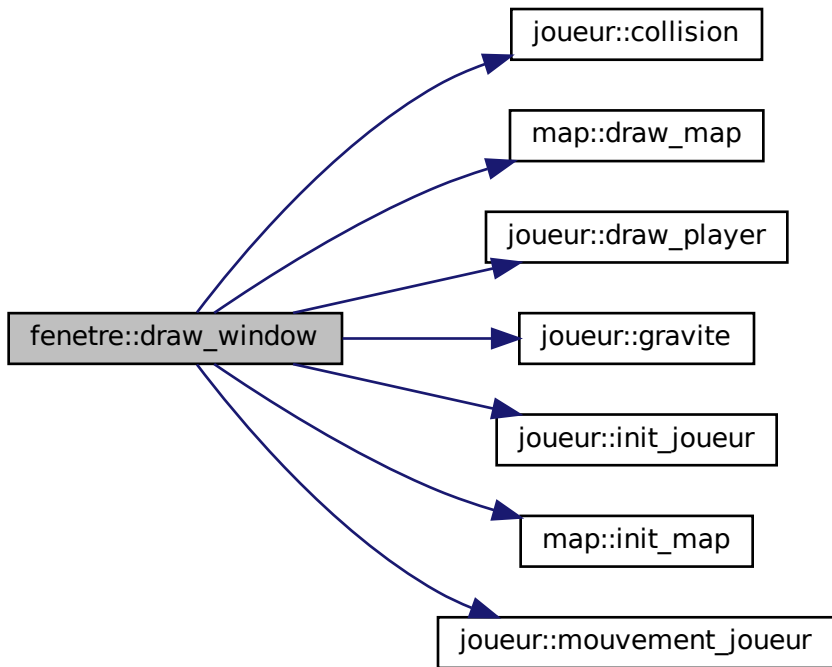 joueur::collision
map::draw_map
joueur::draw_player
fenetre::draw_window
joueur::gravite
joueur::init_joueur
map::init_map
joueur::mouvement_joueur